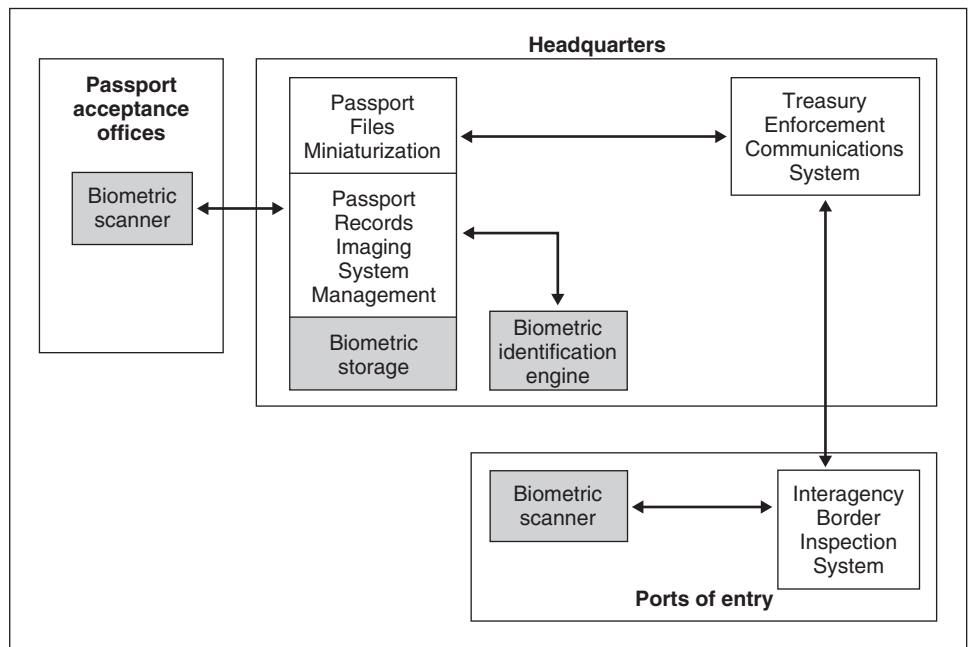 Headquarters
Passport
acceptance
offices
Biometric
scanner
Passport
Files
Miniaturization
Passport
Records
Imaging
System
Management
Biometric
storage
Biometric
identification
engine
Treasury
Enforcement
Communications
System
Biometric
scanner
Interagency
Border
Inspection
System
Ports of entry